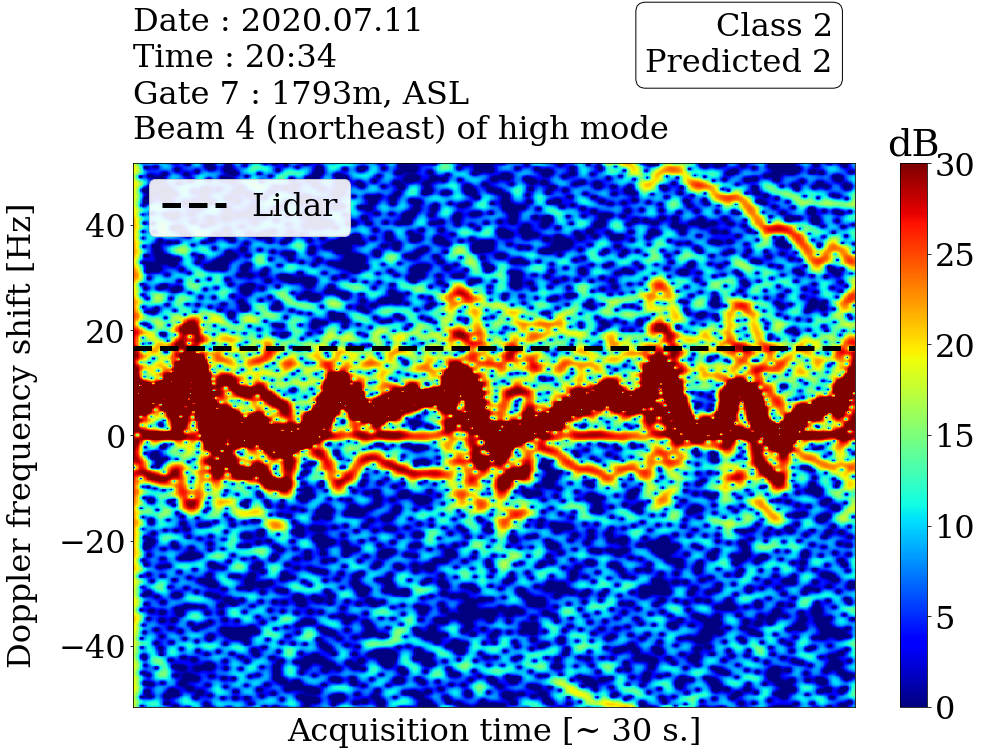 Date : 2020.07.11
Time : 20:34
Gate 7 : 1793m, ASL
Beam 4 (northeast) of high mode
Class 2
Predicted 2
dB
Lidar
Doppler frequency shift [Hz]
40
20
0
−20
−40
30
25
20
15
10
5
0
Acquisition time [~ 30 s.]